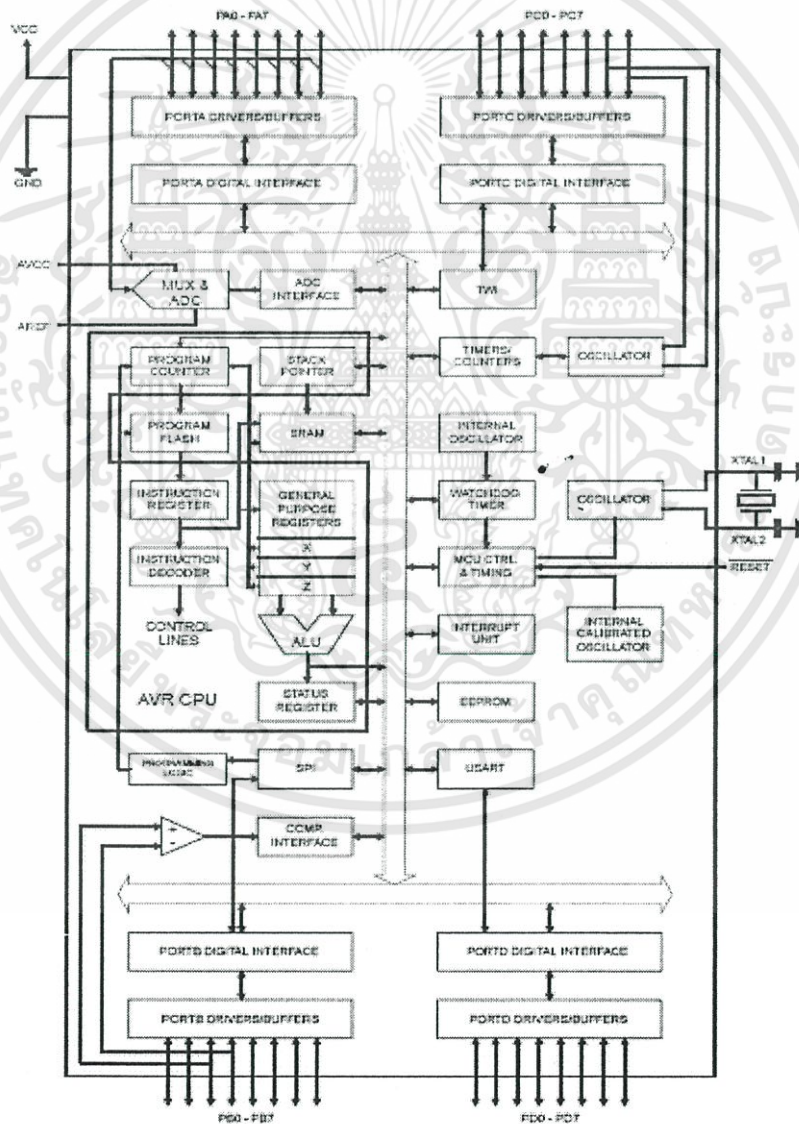 VCC
PA0 - PA7
PC0 - PC7
PORTA DRIVERS/BUFFERS
PORTC DRIVERS/BUFFERS
GND
PORTA DIGITAL INTERFACE
PORTC DIGITAL INTERFACE
AVCC
MUX &
ADC
ADC
INTERFACE
TWI
AREF
PROGRAM
COUNTER
STACK
POINTER
TIMERS/
COUNTERS
OSCILLATOR
PROGRAM
FLASH
SRAM
INTERNAL
OSCILLATOR
XTAL1
INSTRUCTION
REGISTER
GENERAL
PURPOSE
REGISTERS
WATCHDOG
TIMER
OSCILLATOR
X
XTAL2
INSTRUCTION
DECODER
Y
Z
MCU CTRL.
& TIMING
RESET
CONTROL
LINES
ALU
INTERRUPT
UNIT
INTERNAL
CALIBRATED
OSCILLATOR
AVR CPU
STATUS
REGISTER
EEPROM
PROGRAMMING
LOGIC
SPI
USART
+
-
COMP.
INTERFACE
PORTB DIGITAL INTERFACE
PORTD DIGITAL INTERFACE
PORTB DRIVERS/BUFFERS
PORTD DRIVERS/BUFFERS
PB0 - PB7
PD0 - PD7